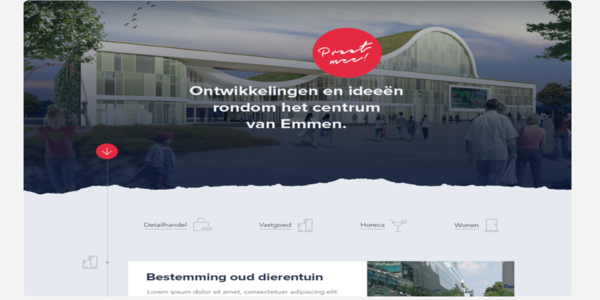 Praat
mee!
Ontwikkelingen en ideeën
rondom het centrum
van Emmen.
Detailhandel
Vastgoed
Horeca
Wonen
Bestemming oud dierentuin
Lorem ipsum dolor sit amet, consectetuer adipiscing elit.